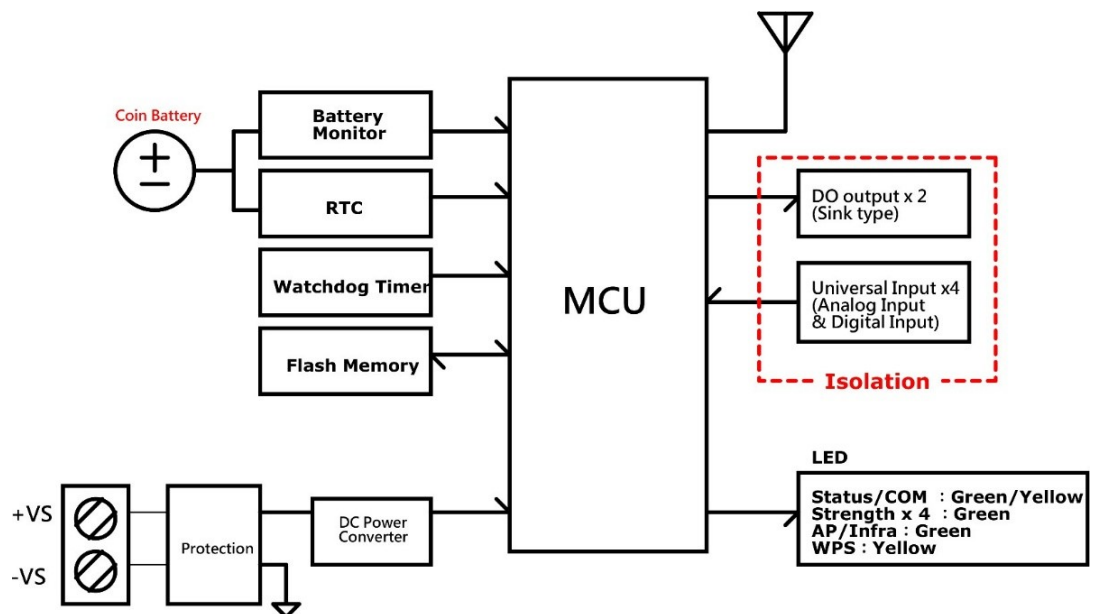 Coin Battery
Battery
Monitor
RTC
Watchdog Timer
Flash Memory
MCU
DO output x 2
(Sink type)
Universal Input x4
(Analog Input
& Digital Input)
Isolation
+VS
-VS
Protection
DC Power
Converter
LED
Status/COM : Green/Yellow
Strength x 4 : Green
AP/Infra : Green
WPS : Yellow